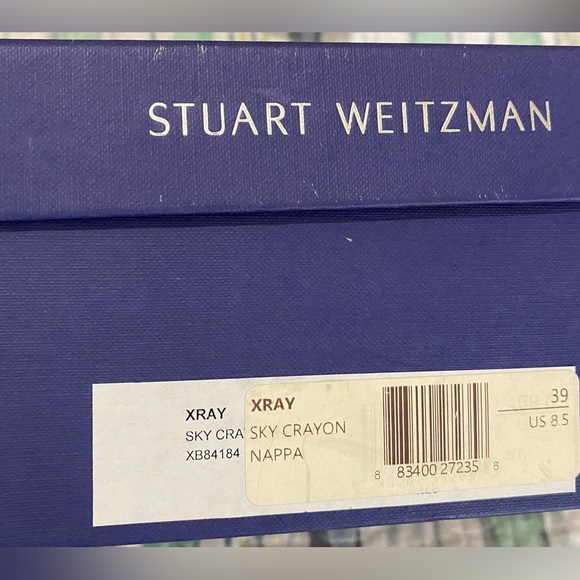 STUART WEITZMAN
XRAY
SKY CRA
XB84184
XRAY
SKY CRAYON
NAPPA
8 83400 27235 8
39
US 8.5